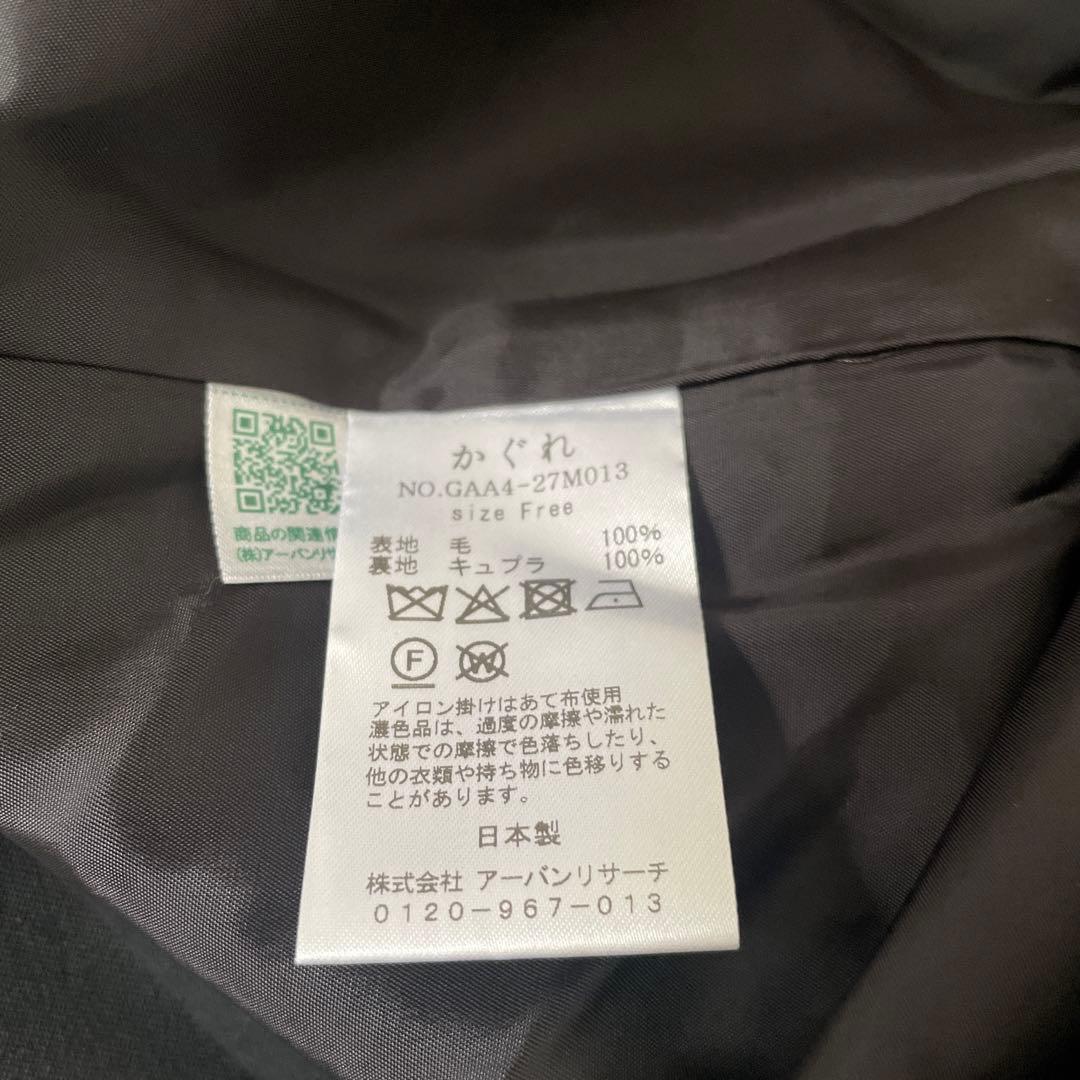 かぐれ
NO.GAA4-27M013
size Free
表地 毛 100%
裏地 キュプラ 100%
F
W
アイロン掛けはあて布使用
濃色品は、過度の摩擦や濡れた
状態での摩擦で色落ちしたり、
他の衣類や持ち物に色移りする
ことがあります。
日本製
株式会社 アーバンリサーチ
0120-967-013
商品の関連情
(株)アーバンリサ